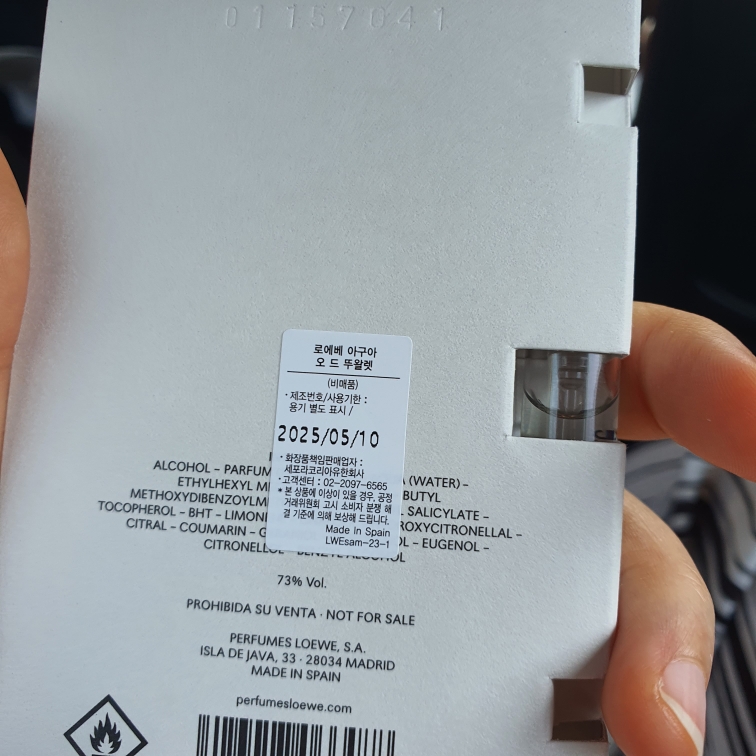 01157041
로에베 아구아
오 드 뚜왈렛
(비매품)
· 제조번호/사용기한 :
용기 별도 표시 /
2025/05/10
· 화장품책임판매업자 :
세포라코리아유한회사
· 고객센터 : 02-2097-6565
* 본 상품에 이상이 있을 경우, 공정
거래위원회 고시 소비자 분쟁 해
결 기준에 의해 보상해 드립니다.
Made in Spain
LWEsam-23-1
ALCOHOL - PARFUM (WATER) -
ETHYLHEXYL BUTYL
METHOXYDIBENZOYLM SALICYLATE -
TOCOPHEROL - BHT - LIMON ROXYCITRONELLAL -
CITRAL - COUMARIN - G OL - EUGENOL -
CITRONELLOL - BENZYL ALCOHOL
73% Vol.
PROHIBIDA SU VENTA · NOT FOR SALE
PERFUMES LOEWE, S.A.
ISLA DE JAVA, 33 · 28034 MADRID
MADE IN SPAIN
perfumesloewe.com